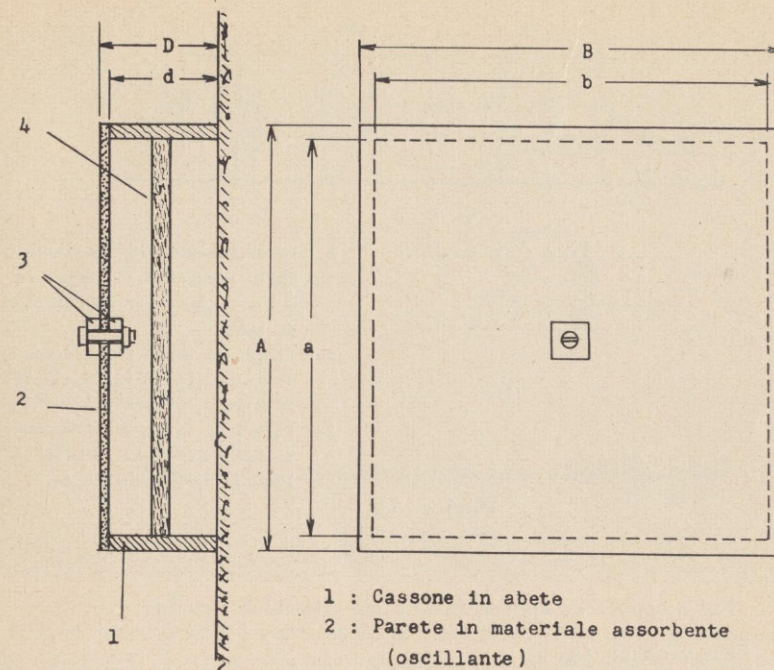 D
B
d
b
4
3
A
a
2
1
1 : Cassone in abete
2 : Parete in materiale assorbente
(oscillante)